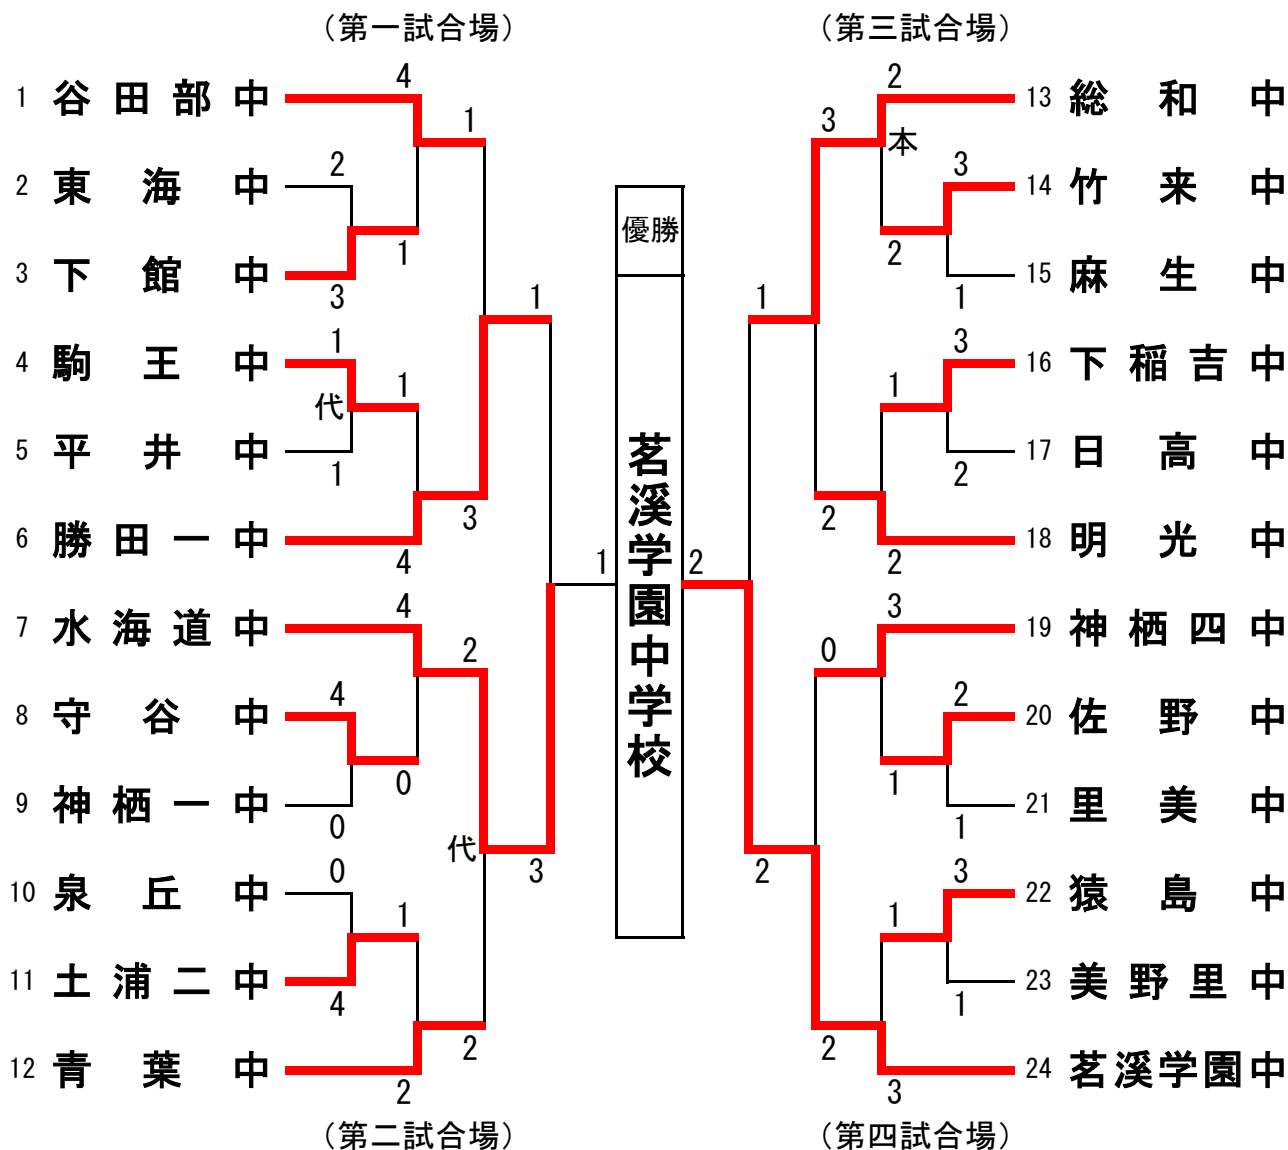 （第一試合場）
1 谷田部中
2 東海中
3 下館中
4 駒王中
5 平井中
6 勝田一中
7 水海道中
8 守谷中
9 神栖一中
10 泉丘中
11 土浦二中
12 青葉中
（第二試合場）
4
2
3
1
1
1
代
1
1
4
3
1
4
4
0
0
4
2
0
1
4
2
2
代
3
1
優勝
茗溪学園中学校
（第三試合場）
13 総和中
14 竹来中
15 麻生中
16 下稲吉中
17 日高中
18 明光中
19 神栖四中
20 佐野中
21 里美中
22 猿島中
23 美野里中
24 茗溪学園中
（第四試合場）
2
3
本
3
2
1
1
3
1
2
2
2
2
3
0
2
1
1
3
1
1
2
2
3